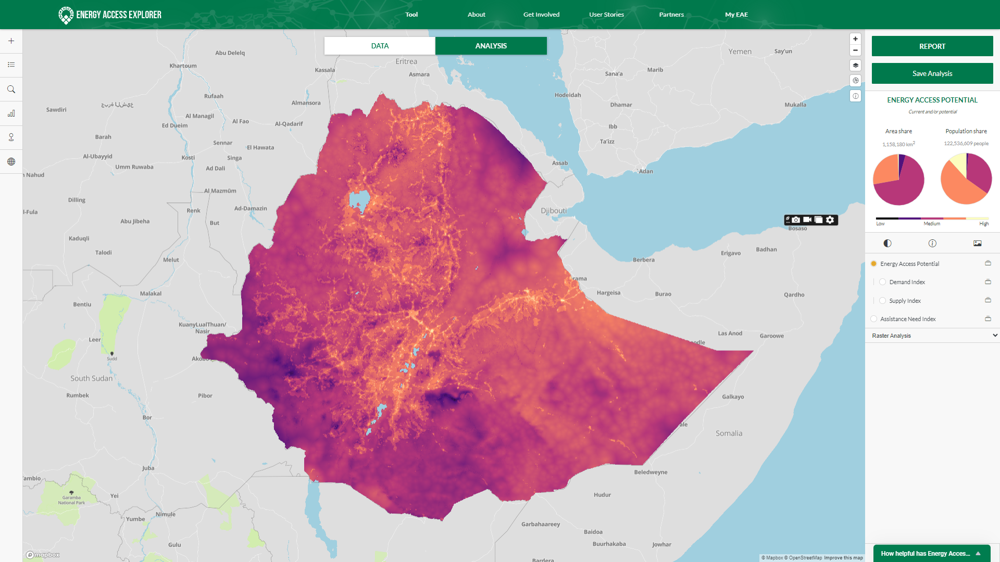 ENERGY ACCESS EXPLORER
Tool
About
Get Involved
User Stories
Partners
My EAE
DATA
ANALYSIS
REPORT
Save Analysis
ENERGY ACCESS POTENTIAL
Current and/or potential
Area share
Population share
1,158,180 km2
122,536,609 people
Low
Medium
High
Energy Access Potential
Demand Index
Supply Index
Assistance Need Index
Raster Analysis
How helpful has Energy Acces...
Abu Delelq
Khartoum
Kassala
Eritrea
Asmara
Yemen
Say'un
Marib
Sana'a
Hodeidah
Rufaah
Almansora
Sawdiri
Dhamar
Mukalla
Al Managil
Al Fao
Ed Dueim
Al-Qadarif
Ibb
Barah
Sennar
El Hawata
Ta'izz
Al-Ubayyid
Kosti
Singa
Umm Ruwaba
Ad Dali
Assab
Adan
Nahud
Al Mazmūm
Dilling
Renk
Ad-Damazin
Djibouti
l-Fula
Abu Jibeha
But
Bosaso
Kaduqli
Talodi
Melut
Berbera
Erigavo
Badhan
rama
Malakal
Bentiu
Hargeisa
Burao
Qardho
KuanyLualThuan/
Nasir
Leer
Las Anod
Garoowe
odle
Sudd
Akobo
South Sudan
Rumbek
Pibor
Galkayo
Bor
ale
Somalia
Juba
Beledweyne
ambio
Yei
Garamba
National Park
Hudur
Nimule
Yumbe
Garbahaareey
Baidoa
Gulu
Buurhakaba
Jowhar
Bardera
mapbox
© Mapbox © OpenStreetMap Improve this map